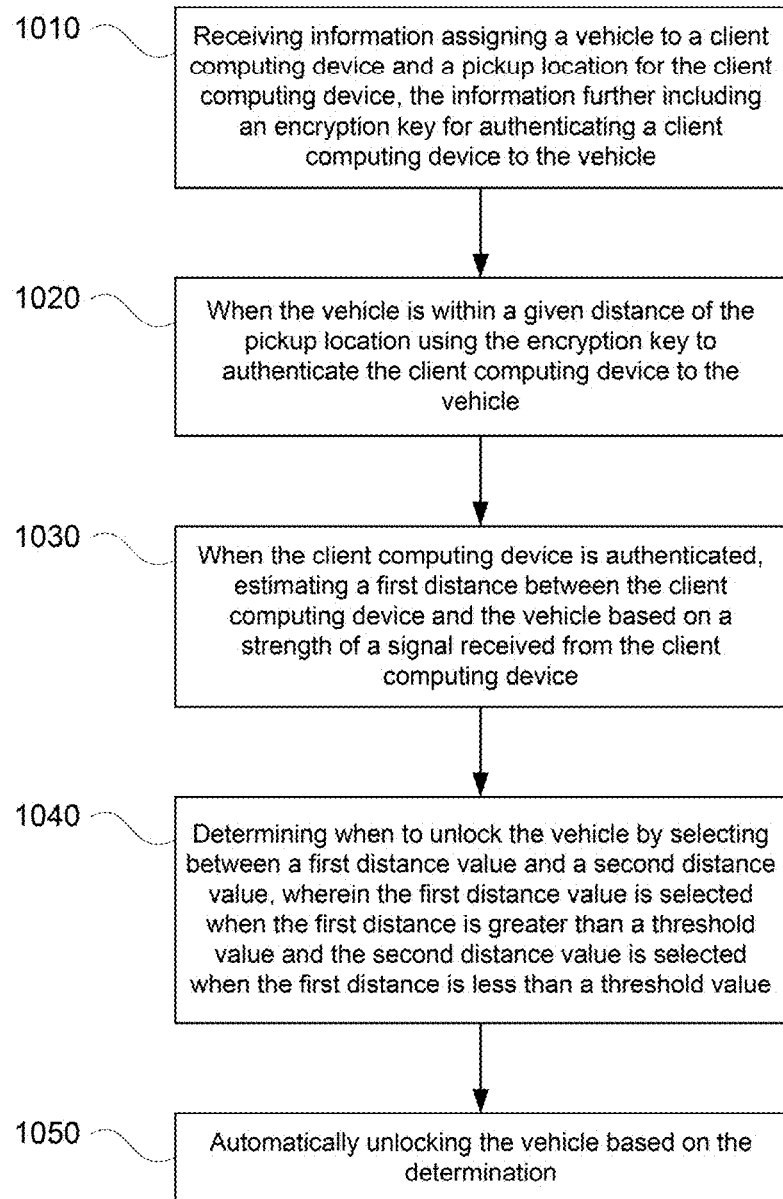 1010
Receiving information assigning a vehicle to a client
computing device and a pickup location for the client
computing device, the information further including
an encryption key for authenticating a client
computing device to the vehicle
1020
When the vehicle is within a given distance of the
pickup location using the encryption key to
authenticate the client computing device to the
vehicle
1030
When the client computing device is authenticated,
estimating a first distance between the client
computing device and the vehicle based on a
strength of a signal received from the client
computing device
1040
Determining when to unlock the vehicle by selecting
between a first distance value and a second distance
value, wherein the first distance value is selected
when the first distance is greater than a threshold
value and the second distance value is selected
when the first distance is less than a threshold value
1050
Automatically unlocking the vehicle based on the
determination